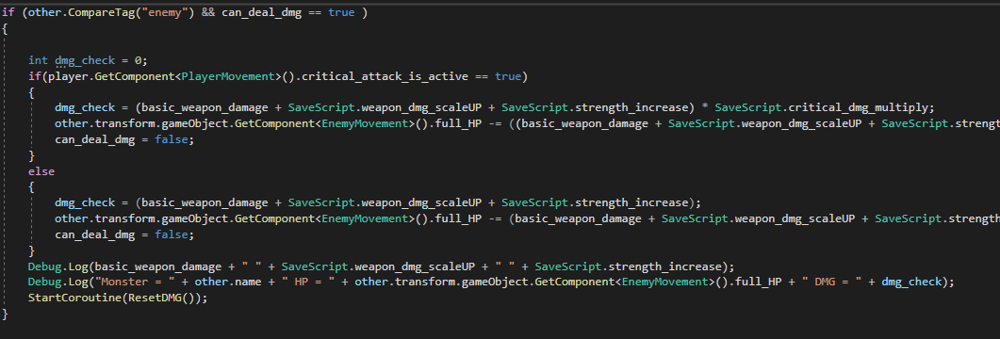 if (other.CompareTag("enemy") && can_deal_dmg == true )
{
int dmg_check = 0;
if(player.GetComponent<PlayerMovement>().critical_attack_is_active == true)
{
dmg_check = (basic_weapon_damage + SaveScript.weapon_dmg_scaleUP + SaveScript.strength_increase) * SaveScript.critical_dmg_multiply;
other.transform.gameObject.GetComponent<EnemyMovement>().full_HP -= ((basic_weapon_damage + SaveScript.weapon_dmg_scaleUP + SaveScript.strengt
can_deal_dmg = false;
}
else
{
dmg_check = (basic_weapon_damage + SaveScript.weapon_dmg_scaleUP + SaveScript.strength_increase);
other.transform.gameObject.GetComponent<EnemyMovement>().full_HP -= (basic_weapon_damage + SaveScript.weapon_dmg_scaleUP + SaveScript.strength
can_deal_dmg = false;
}
Debug.Log(basic_weapon_damage + " " + SaveScript.weapon_dmg_scaleUP + " " + SaveScript.strength_increase);
Debug.Log("Monster = " + other.name + " HP = " + other.transform.gameObject.GetComponent<EnemyMovement>().full_HP + " DMG = " + dmg_check);
StartCoroutine(ResetDMG());
}